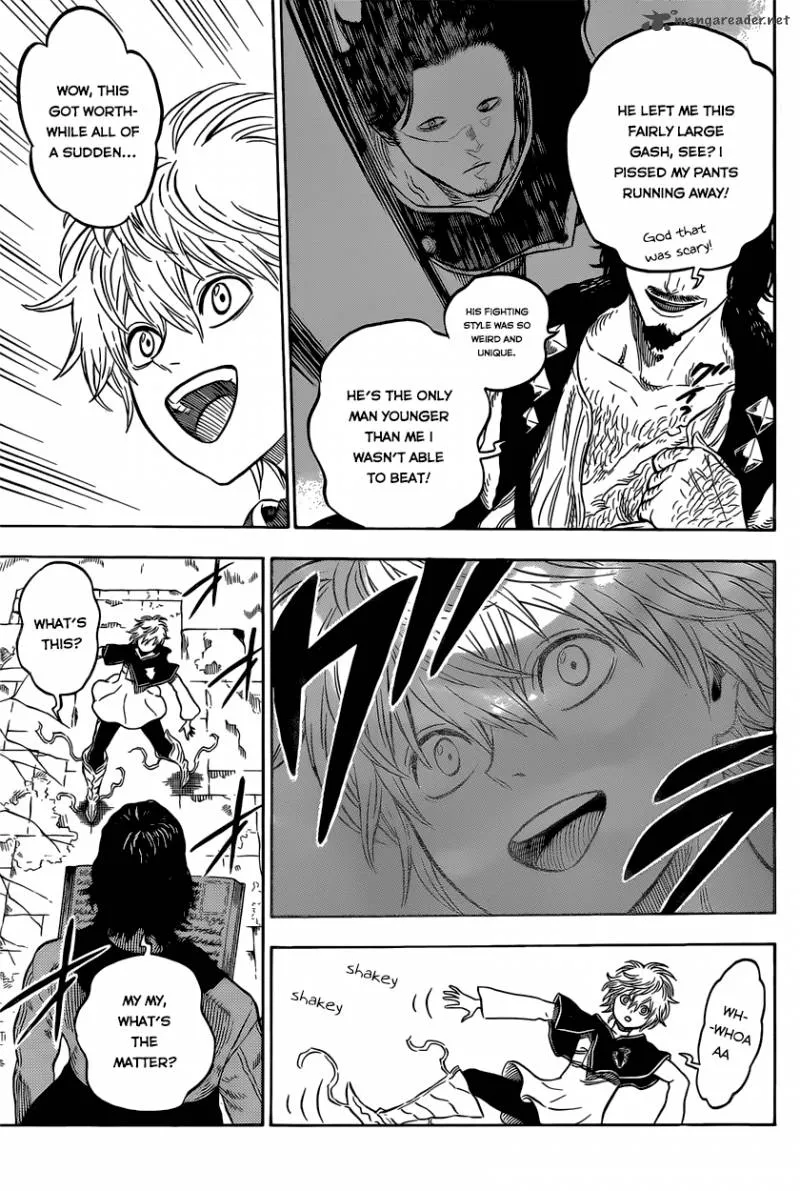 mangareader.net
HE LEFT ME THIS
FAIRLY LARGE
GASH, SEE? I
PISSED MY PANTS
RUNNING AWAY!
God that
was scary!
HIS FIGHTING
STYLE WAS SO
WEIRD AND
UNIQUE.
HE'S THE ONLY
MAN YOUNGER
THAN ME I
WASN'T ABLE
TO BEAT!
WOW, THIS
GOT WORTH-
WHILE ALL OF
A SUDDEN...
WHAT'S
THIS?
MY MY,
WHAT'S
THE
MATTER?
WH-
-WHOA
AA
shakey
shakey